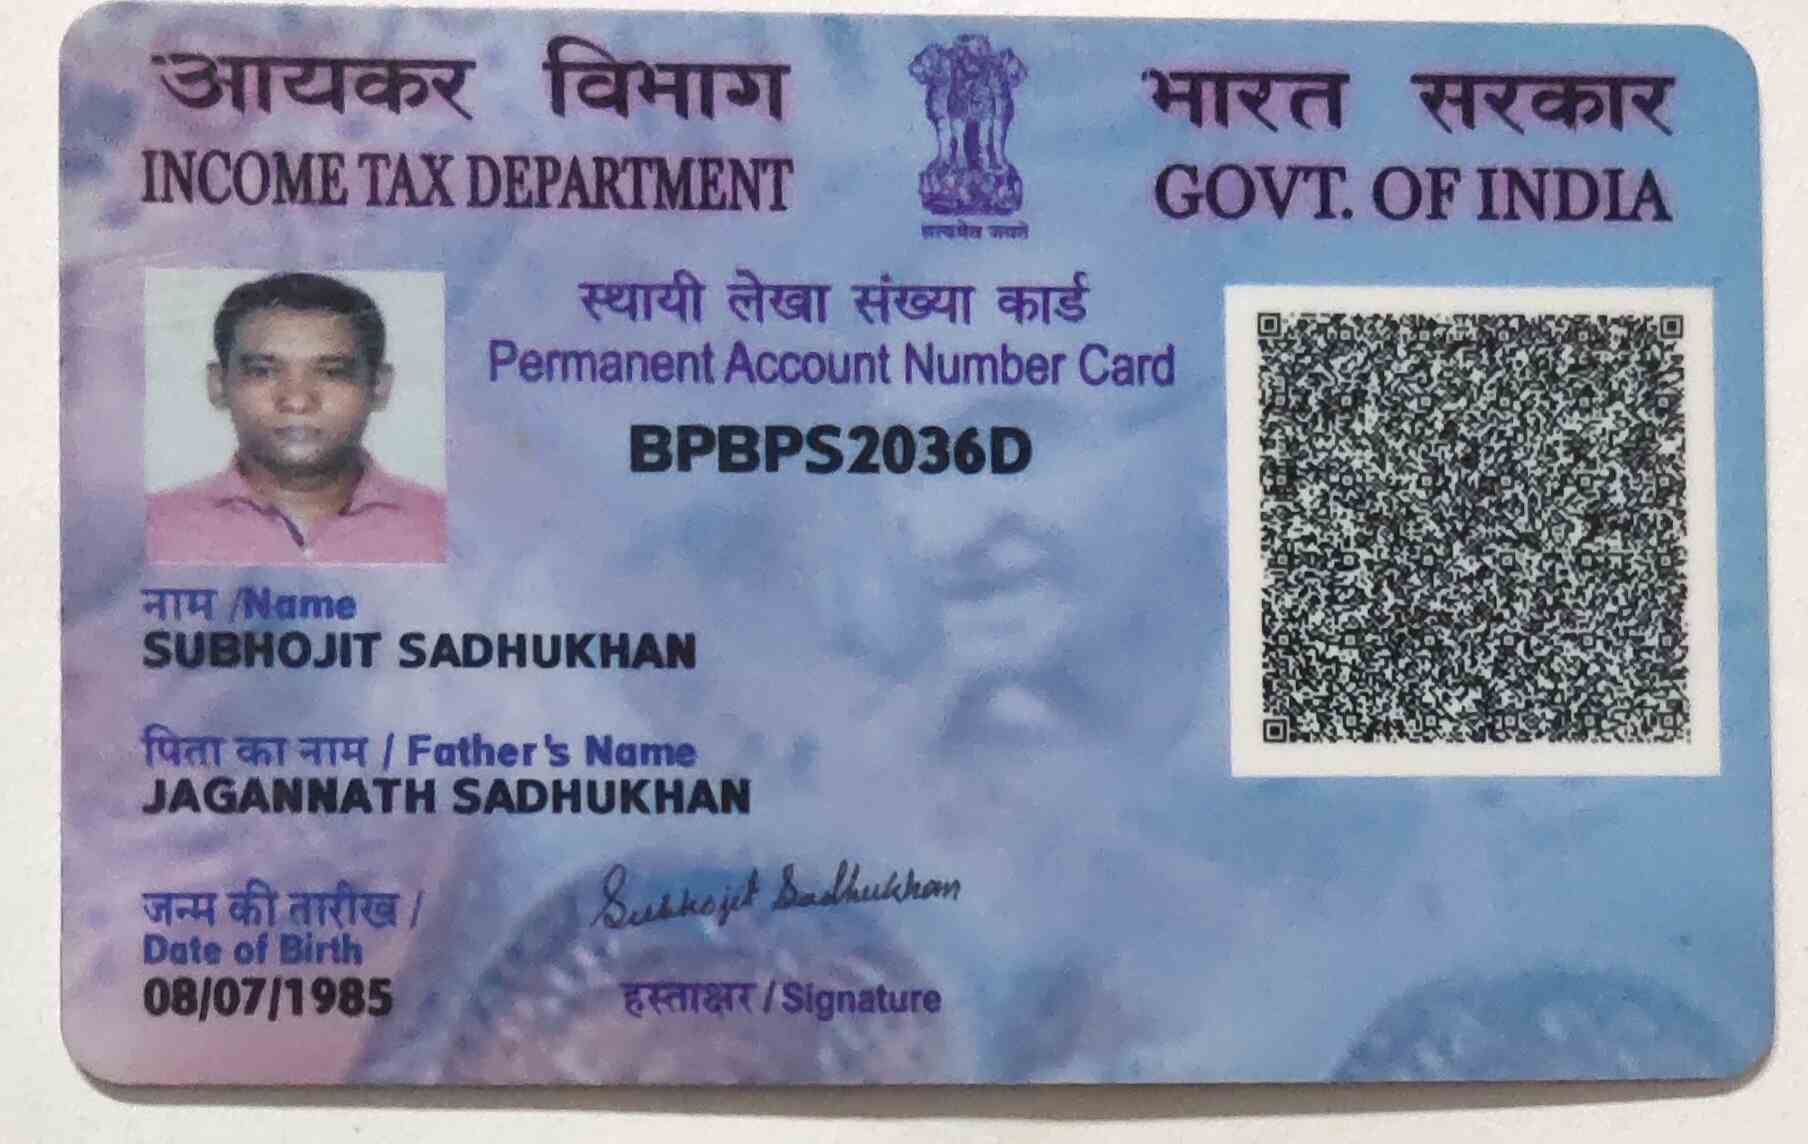 आयकर विभाग
INCOME TAX DEPARTMENT
सत्यमेव जयते
भारत सरकार
GOVT. OF INDIA
स्थायी लेखा संख्या कार्ड
Permanent Account Number Card
BPBPS2036D
नाम /Name
SUBHOJIT SADHUKHAN
पिता का नाम / Father's Name
JAGANNATH SADHUKHAN
जन्म की तारीख /
Date of Birth
08/07/1985
Subhojit Sadhukhan
हस्ताक्षर / Signature